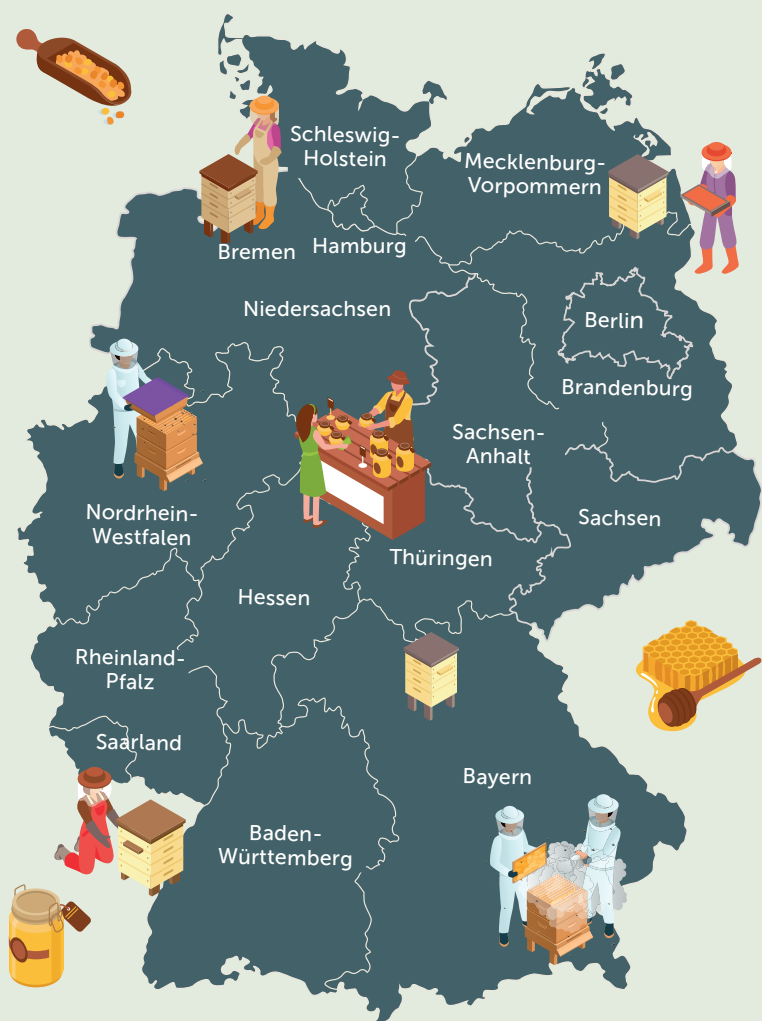 Schleswig-
Holstein
Mecklenburg-
Vorpommern
Bremen
Hamburg
Niedersachsen
Berlin
Brandenburg
Sachsen-
Anhalt
Nordrhein-
Westfalen
Sachsen
Thüringen
Hessen
Rheinland-
Pfalz
Saarland
Bayern
Baden-
Württemberg